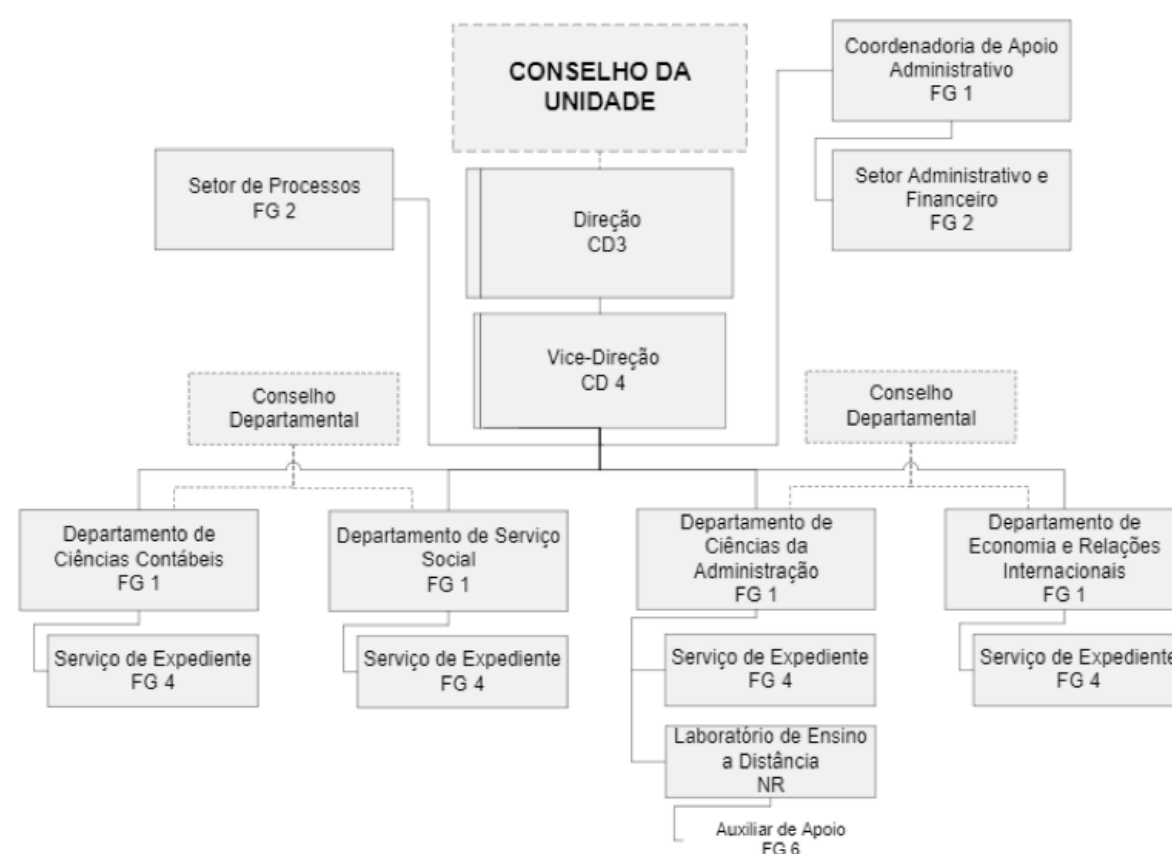 CONSELHO DA
UNIDADE
Coordenadoria de Apoio
Administrativo
FG 1
Setor de Processos
FG 2
Setor Administrativo e
Financeiro
FG 2
Direção
CD3
Vice-Direção
CD 4
Conselho
Departamental
Conselho
Departamental
Departamento de
Ciências Contábeis
FG 1
Departamento de Serviço
Social
FG 1
Departamento de
Ciências da
Administração
FG 1
Departamento de
Economia e Relações
Internacionais
FG 1
Serviço de Expediente
FG 4
Serviço de Expediente
FG 4
Serviço de Expediente
FG 4
Serviço de Expediente
FG 4
Laboratório de Ensino
a Distância
NR
Auxiliar de Apoio
FG 6